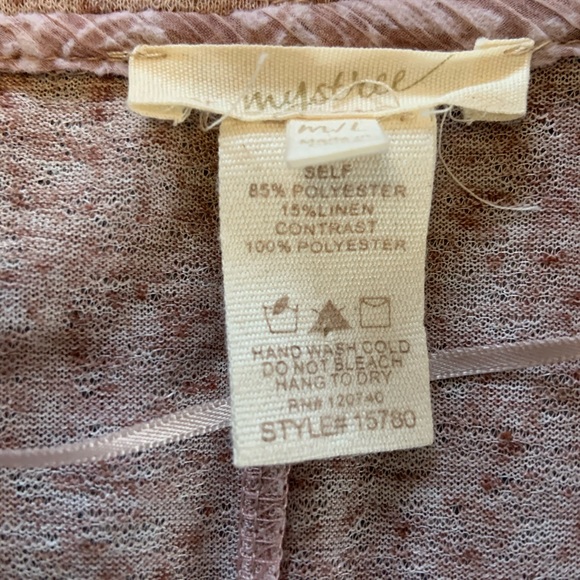 mystree
M/L
SELF
85% POLYESTER
15% LINEN
CONTRAST
100% POLYESTER
HAND WASH COLD
DO NOT BLEACH
HANG TO DRY
RN# 120740
STYLE# 15780